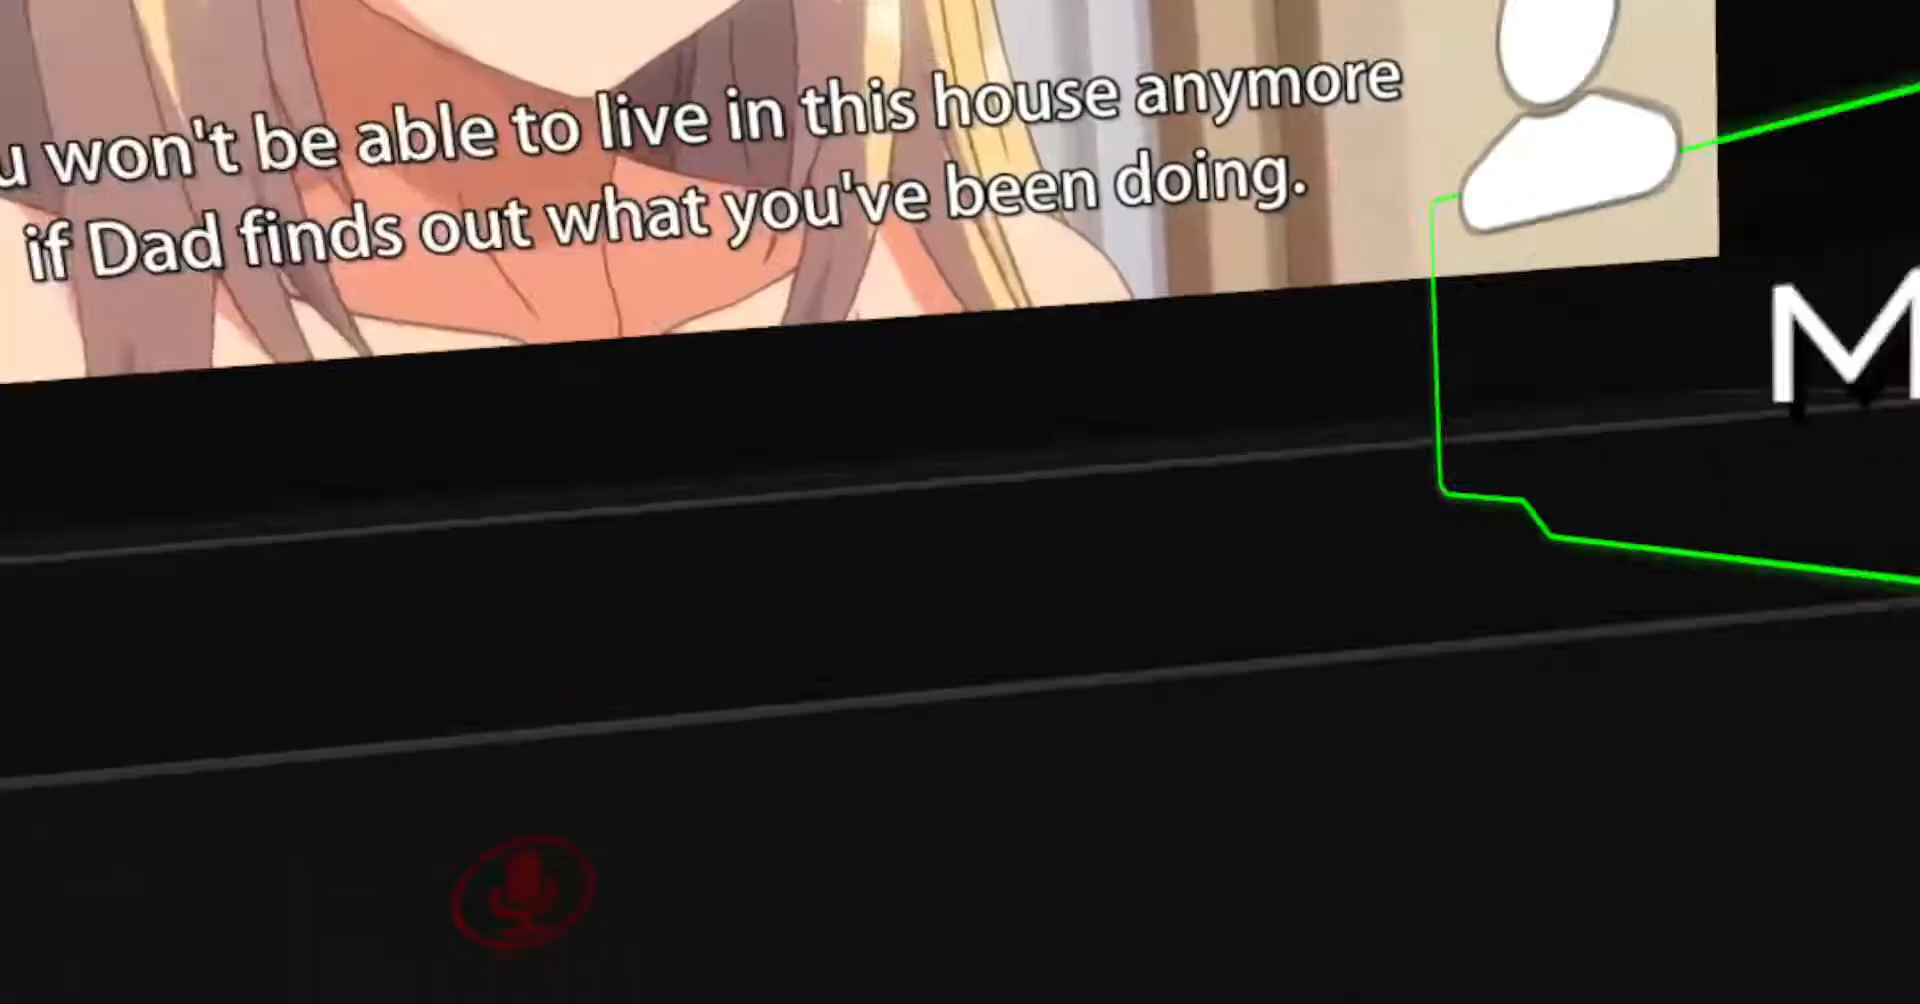 won't be able to live in this house anymore
if Dad finds out what you've been doing.
M